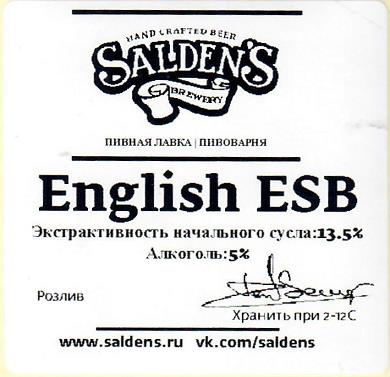 HAND CRAFTED BEER
SALDEN'S
BREWERY
ПИВНАЯ ЛАВКА | ПИВОВАРНЯ
English ESB
Экстрактивность начального сусла:13.5%
Алкоголь:5%
Розлив
Хранить при 2-12С
www.saldens.ru vk.com/saldens